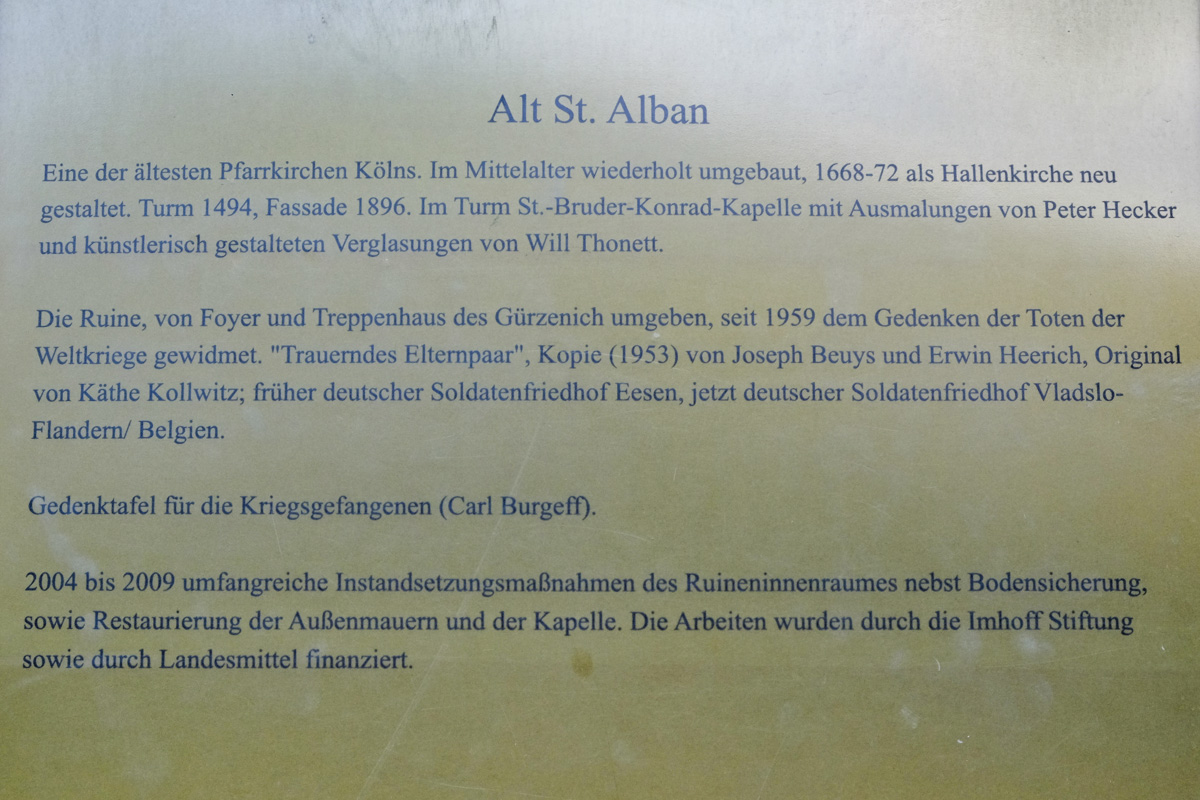 Alt St. Alban
Eine der ältesten Pfarrkirchen Kölns. Im Mittelalter wiederholt umgebaut, 1668-72 als Hallenkirche neu
gestaltet. Turm 1494, Fassade 1896. Im Turm St.-Bruder-Konrad-Kapelle mit Ausmalungen von Peter Hecker
und künstlerisch gestalteten Verglasungen von Will Thonett.
Die Ruine, von Foyer und Treppenhaus des Gürzenich umgeben, seit 1959 dem Gedenken der Toten der
Weltkriege gewidmet. "Trauerndes Elternpaar", Kopie (1953) von Joseph Beuys und Erwin Heerich, Original
von Käthe Kollwitz; früher deutscher Soldatenfriedhof Eesen, jetzt deutscher Soldatenfriedhof Vladslo-
Flandern/ Belgien.
Gedenktafel für die Kriegsgefangenen (Carl Burgeff).
2004 bis 2009 umfangreiche Instandsetzungsmaßnahmen des Ruineninnenraumes nebst Bodensicherung,
sowie Restaurierung der Außenmauern und der Kapelle. Die Arbeiten wurden durch die Imhoff Stiftung
sowie durch Landesmittel finanziert.